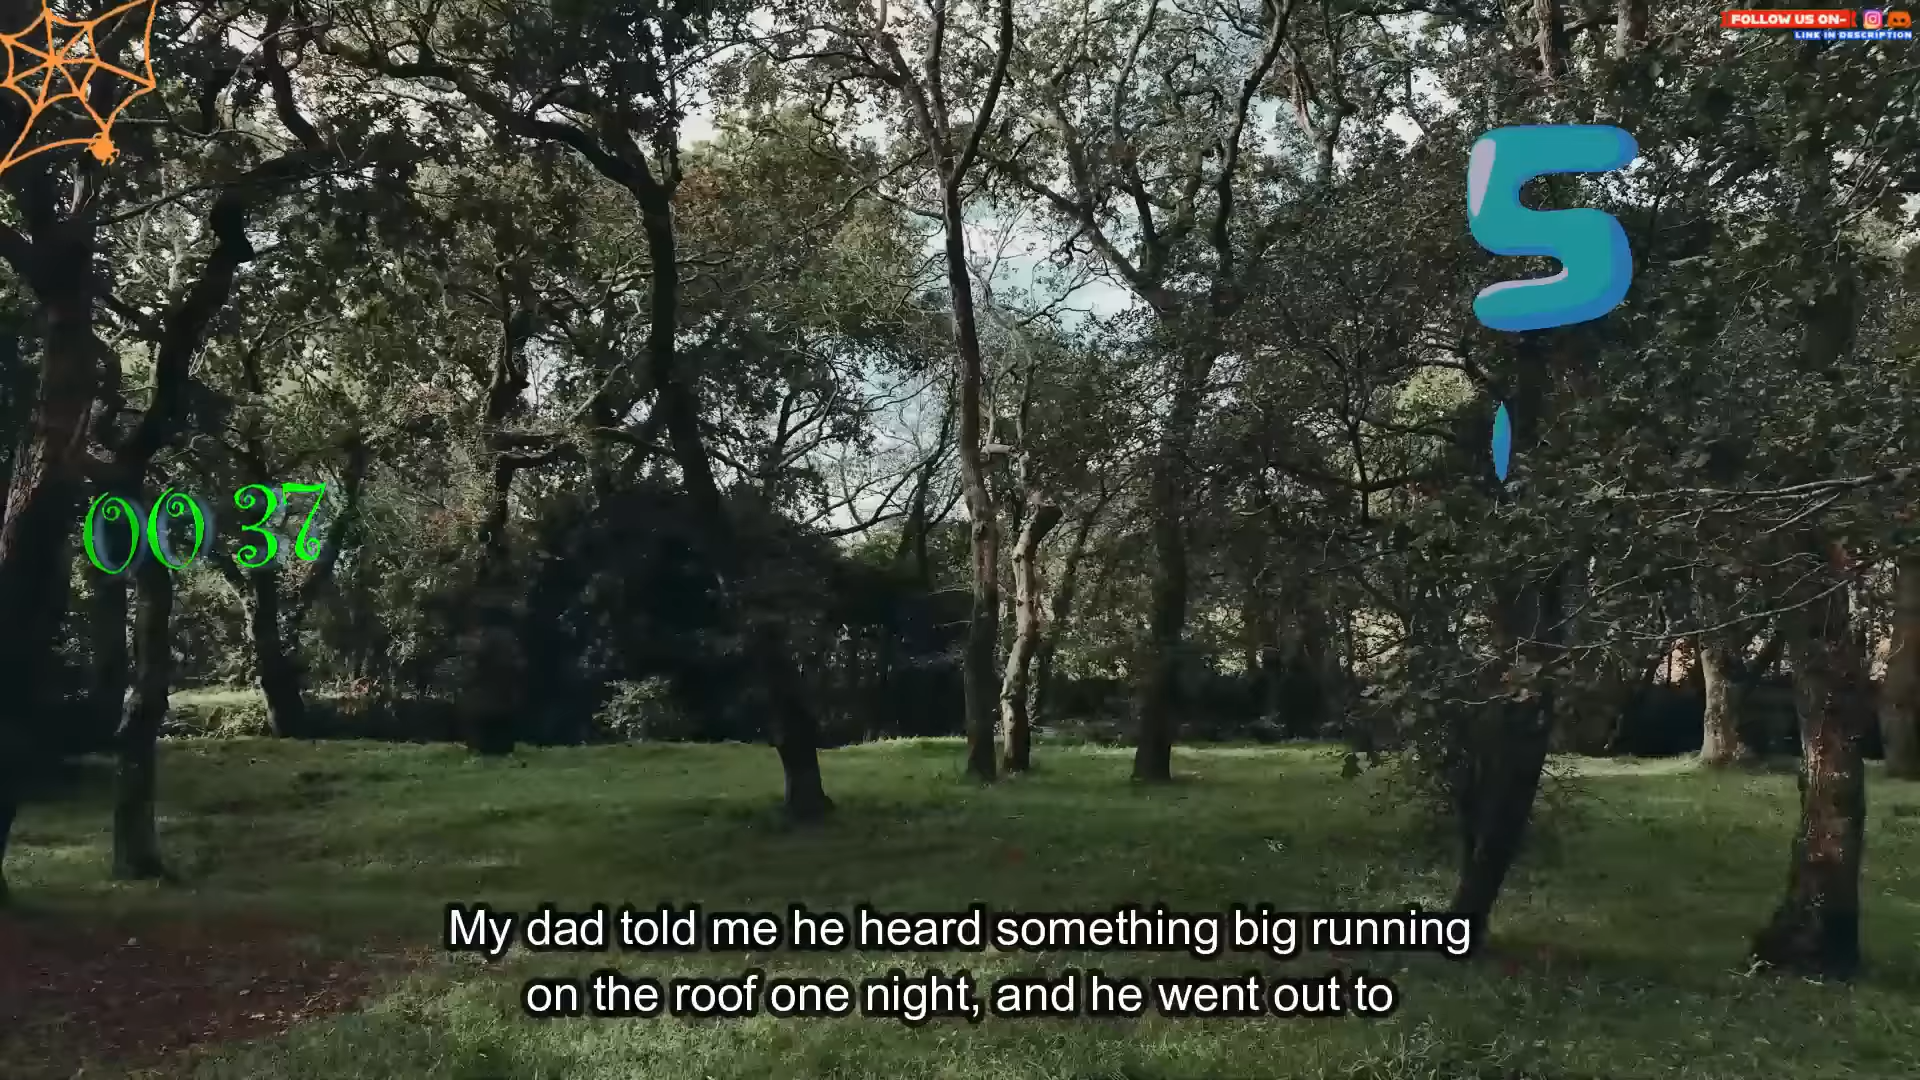 FOLLOW US ON-
LINK IN DESCRIPTION
5
00 37
My dad told me he heard something big running
on the roof one night, and he went out to